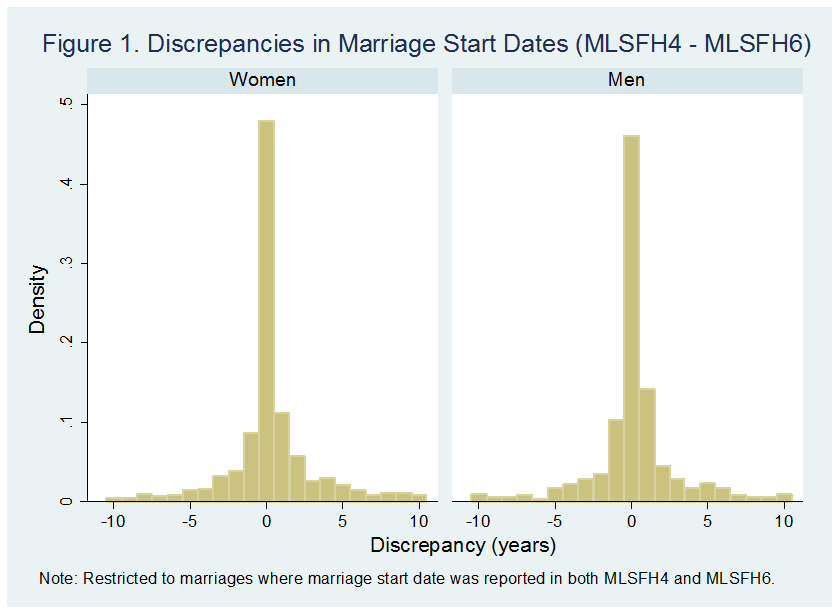 Figure 1. Discrepancies in Marriage Start Dates (MLSFH4 - MLSFH6)
Women Men
.5
.4
.3
.2
.1
0
Density
-10 -5 0 5 10 -10 -5 0 5 10
Discrepancy (years)
Note: Restricted to marriages where marriage start date was reported in both MLSFH4 and MLSFH6.